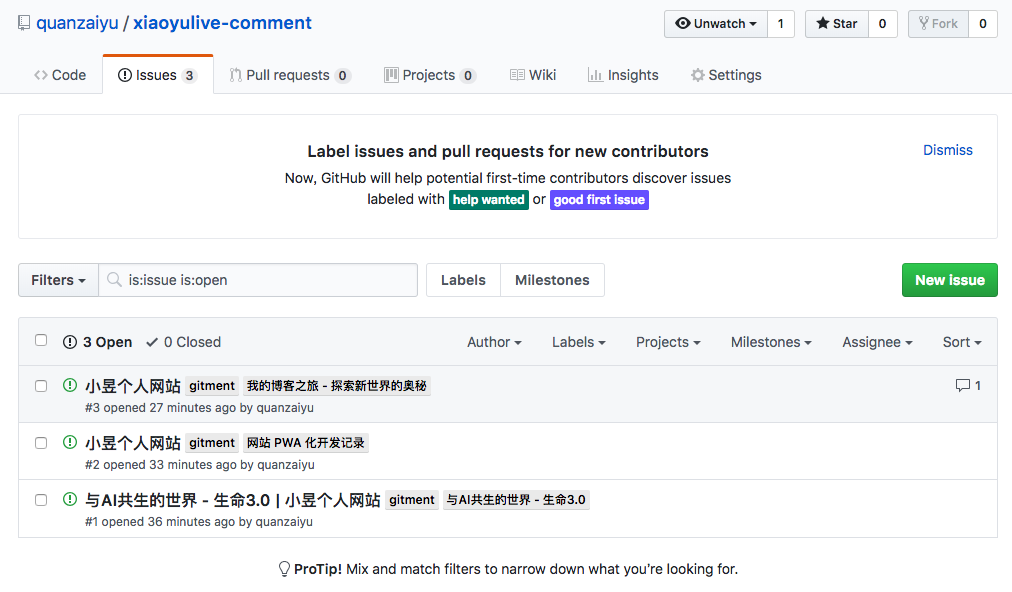 quanzaiyu / xiaoyulive-comment
Unwatch 1 Star 0 Fork 0
Code Issues 3 Pull requests 0 Projects 0 Wiki Insights Settings
Label issues and pull requests for new contributors
Dismiss
Now, GitHub will help potential first-time contributors discover issues
labeled with help wanted or good first issue
Filters is:issue is:open Labels Milestones New issue
3 Open 0 Closed Author Labels Projects Milestones Assignee Sort
小昱个人网站 gitment 我的博客之旅 - 探索新世界的奥秘 1
#3 opened 27 minutes ago by quanzaiyu
小昱个人网站 gitment 网站 PWA 化开发记录
#2 opened 33 minutes ago by quanzaiyu
与AI共生的世界 - 生命3.0 | 小昱个人网站 gitment 与AI共生的世界 - 生命3.0
#1 opened 36 minutes ago by quanzaiyu
ProTip! Mix and match filters to narrow down what you’re looking for.